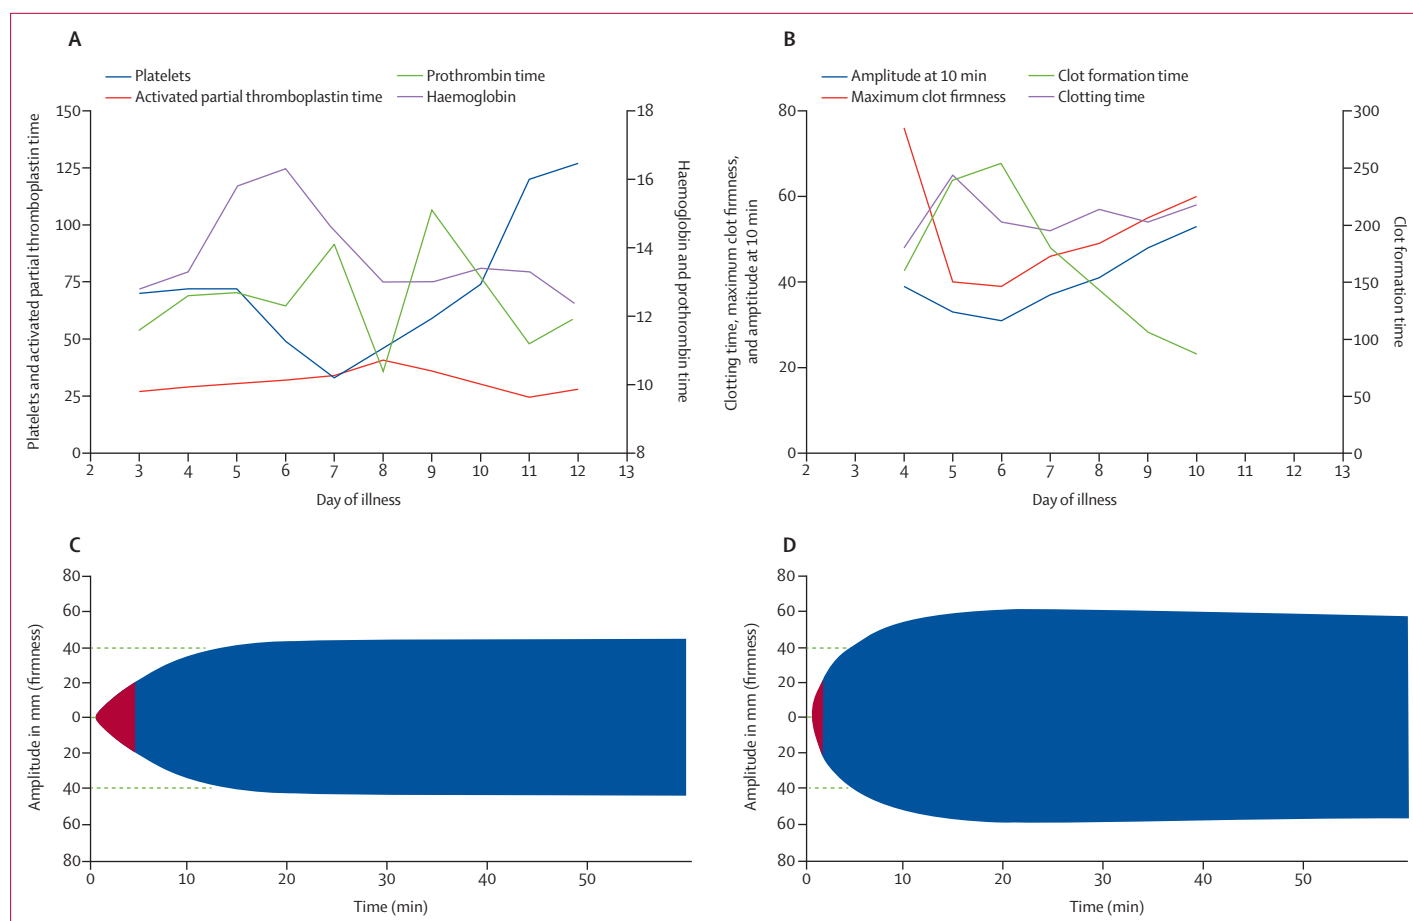 A
Platelets
Activated partial thromboplastin time
Prothrombin time
Haemoglobin
Platelets and activated partial thromboplastin time
150
125
100
75
50
25
0
18
16
14
12
10
8
Haemoglobin and prothrombin time
2 3 4 5 6 7 8 9 10 11 12 13
Day of illness
B
Amplitude at 10 min
Maximum clot firmness
Clot formation time
Clotting time
Clotting time, maximum clot firmness,
and amptitude at 10 min
80
60
40
20
0
300
250
200
150
100
50
0
Clot formation time
2 3 4 5 6 7 8 9 10 11 12 13
Day of illness
C
Amplitude in mm (firmness)
80
60
40
20
0
20
40
60
80
0 10 20 30 40 50
Time (min)
D
Amplitude in mm (firmness)
80
60
40
20
0
20
40
60
80
0 10 20 30 40 50
Time (min)